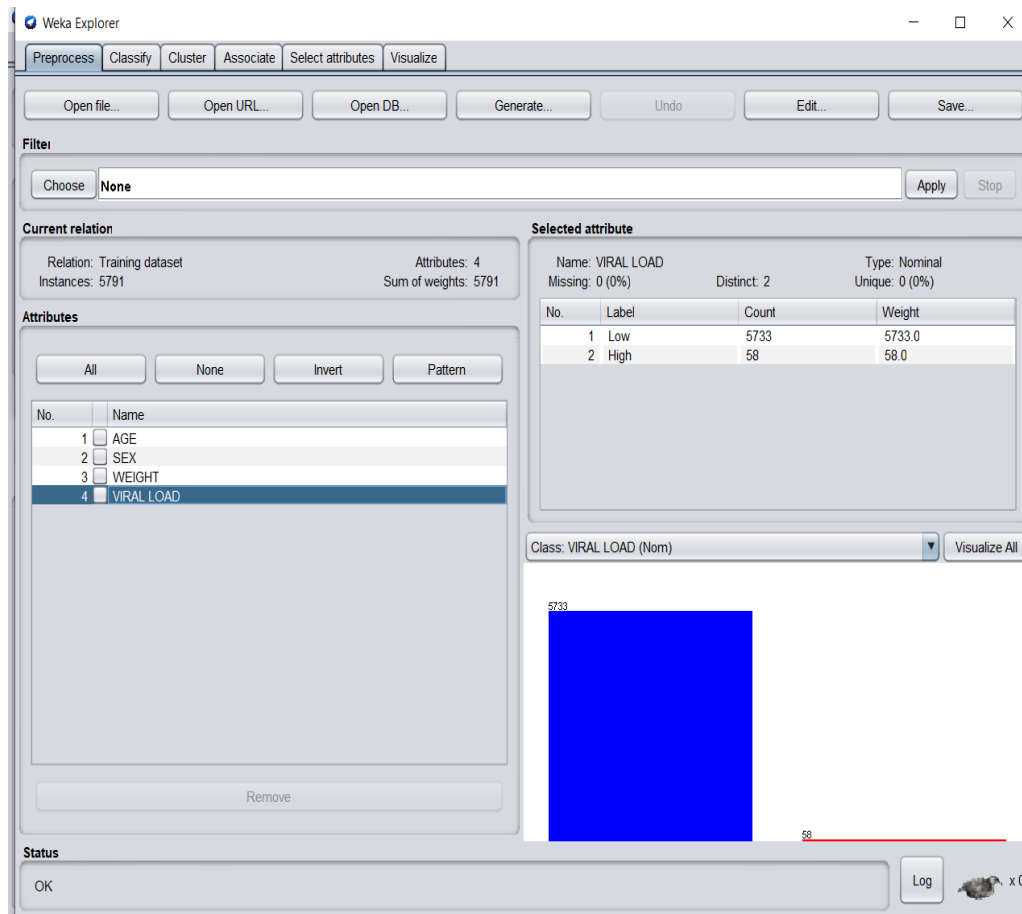 Weka Explorer
Preprocess Classify Cluster Associate Select attributes Visualize
Open file... Open URL... Open DB... Generate... Undo Edit... Save...
Filter
Choose None Apply Stop
Current relation
Relation: Training dataset Attributes: 4
Instances: 5791 Sum of weights: 5791
Attributes
All None Invert Pattern
No. Name
1 AGE
2 SEX
3 WEIGHT
4 VIRAL LOAD
Remove
Selected attribute
Name: VIRAL LOAD Type: Nominal
Missing: 0 (0%) Distinct: 2 Unique: 0 (0%)
No. Label Count Weight
1 Low 5733 5733.0
2 High 58 58.0
Class: VIRAL LOAD (Nom) Visualize All
5733
58
Status
OK Log x 0